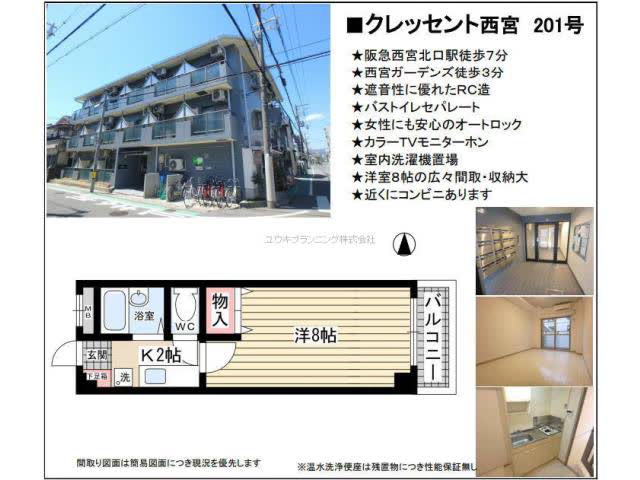 ■クレッセント西宮 201号
★阪急西宮北口駅徒歩7分
★西宮ガーデンズ徒歩3分
★遮音性に優れたRC造
★バストイレセパレート
★女性にも安心のオートロック
★カラーTVモニターホン
★室内洗濯機置場
★洋室8帖の広々間取・収納大
★近くにコンビニあります
ユウキプランニング株式会社
MB
浴室
WC
物入
洋8帖
バルコニー
玄関
K2帖
下足箱
洗
間取り図面は簡易図面につき現況を優先します
※温水洗浄便座は残置物につき性能保証無し